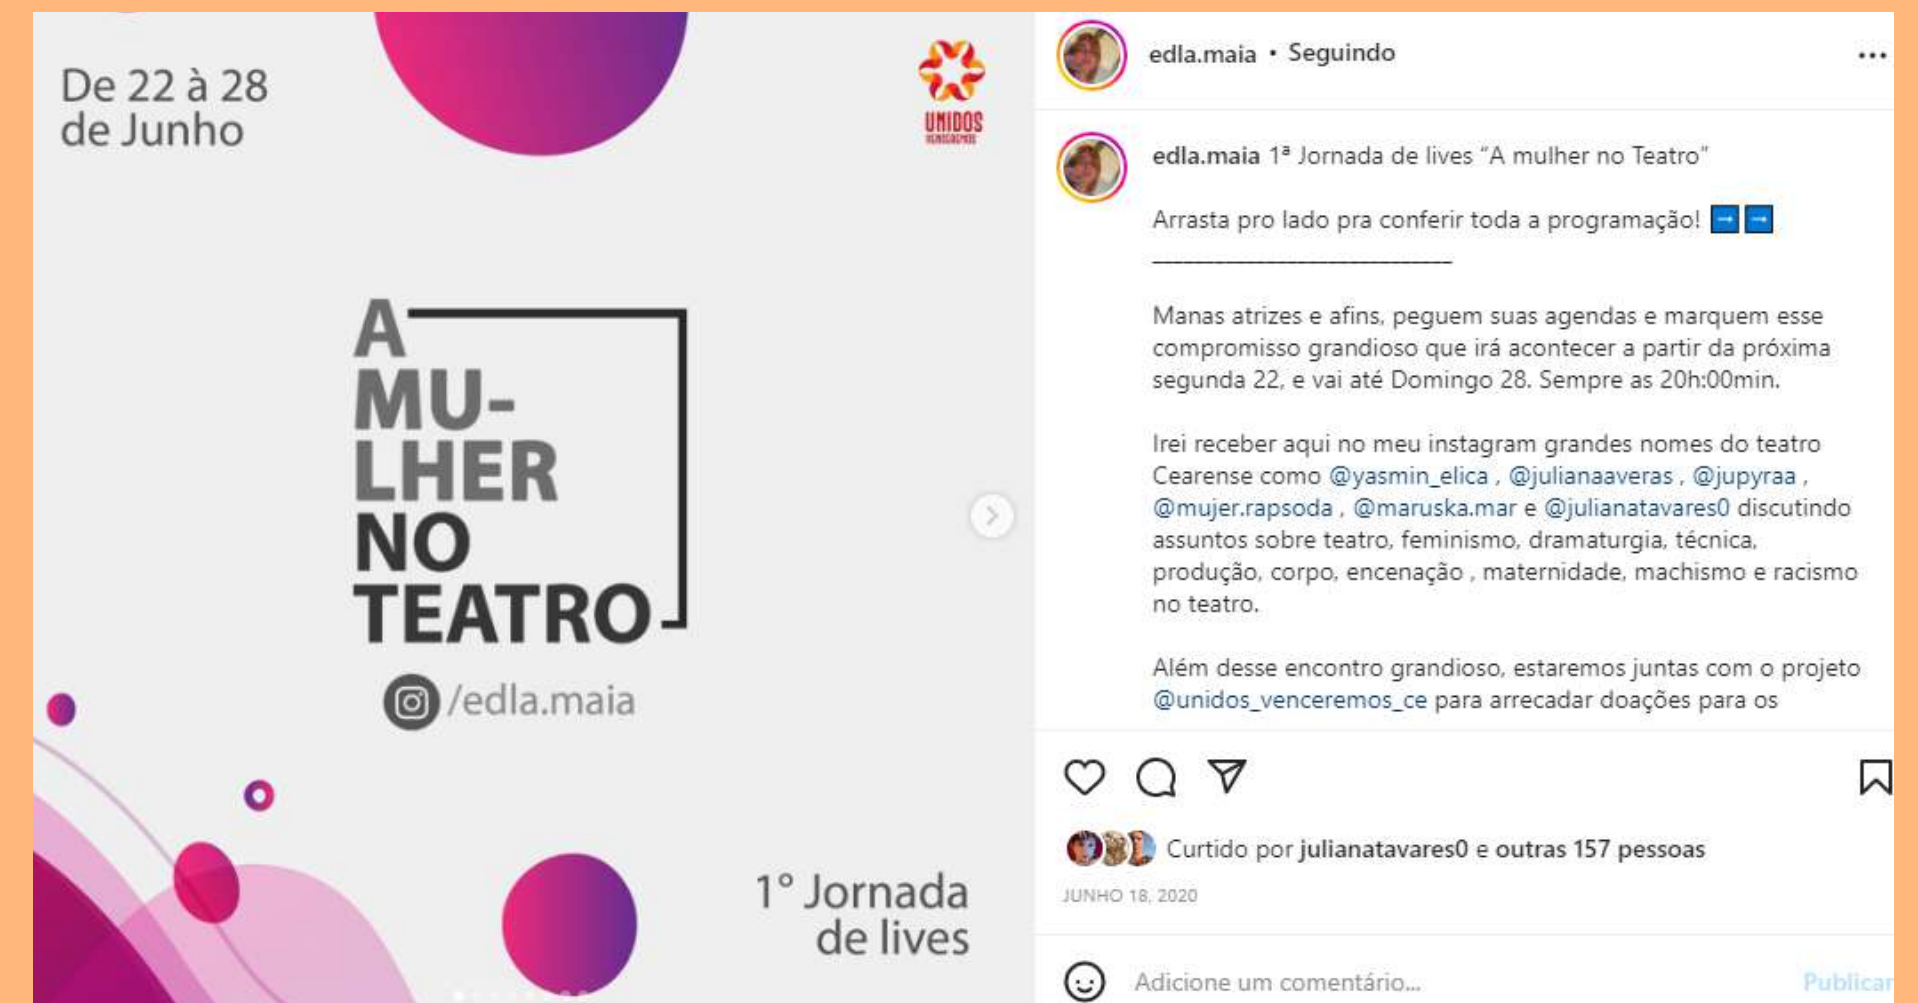 De 22 à 28
de Junho
UNIDOS
VENCEREMOS
A
MU-
LHER
NO
TEATRO
/edla.maia
1° Jornada
de lives
edla.maia • Seguindo
edla.maia 1ª Jornada de lives “A mulher no Teatro”
Arrasta pro lado pra conferir toda a programação! ➡️➡️
______________________________
Manas atrizes e afins, peguem suas agendas e marquem esse
compromisso grandioso que irá acontecer a partir da próxima
segunda 22, e vai até Domingo 28. Sempre as 20h:00min.
Irei receber aqui no meu instagram grandes nomes do teatro
Cearense como @yasmin_elica , @julianaaveras , @jupyraa ,
@mujer.rapsoda , @maruska.mar e @julianatavares0 discutindo
assuntos sobre teatro, feminismo, dramaturgia, técnica,
produção, corpo, encenação , maternidade, machismo e racismo
no teatro.
Além desse encontro grandioso, estaremos juntas com o projeto
@unidos_venceremos_ce para arrecadar doações para os
Curtido por julianatavares0 e outras 157 pessoas
JUNHO 18, 2020
Adicione um comentário...
Publicar